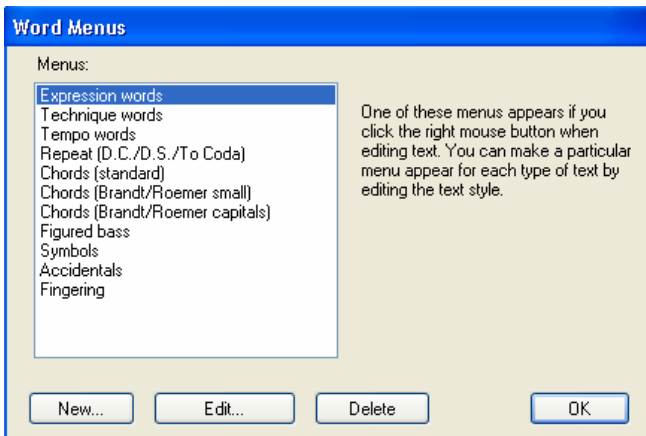 Word Menus
Menus:
Expression words
Technique words
Tempo words
Repeat (D.C./D.S./To Coda)
Chords (standard)
Chords (Brandt/Roemer small)
Chords (Brandt/Roemer capitals)
Figured bass
Symbols
Accidentals
Fingering
One of these menus appears if you
click the right mouse button when
editing text. You can make a particular
menu appear for each type of text by
editing the text style.
New... Edit... Delete OK